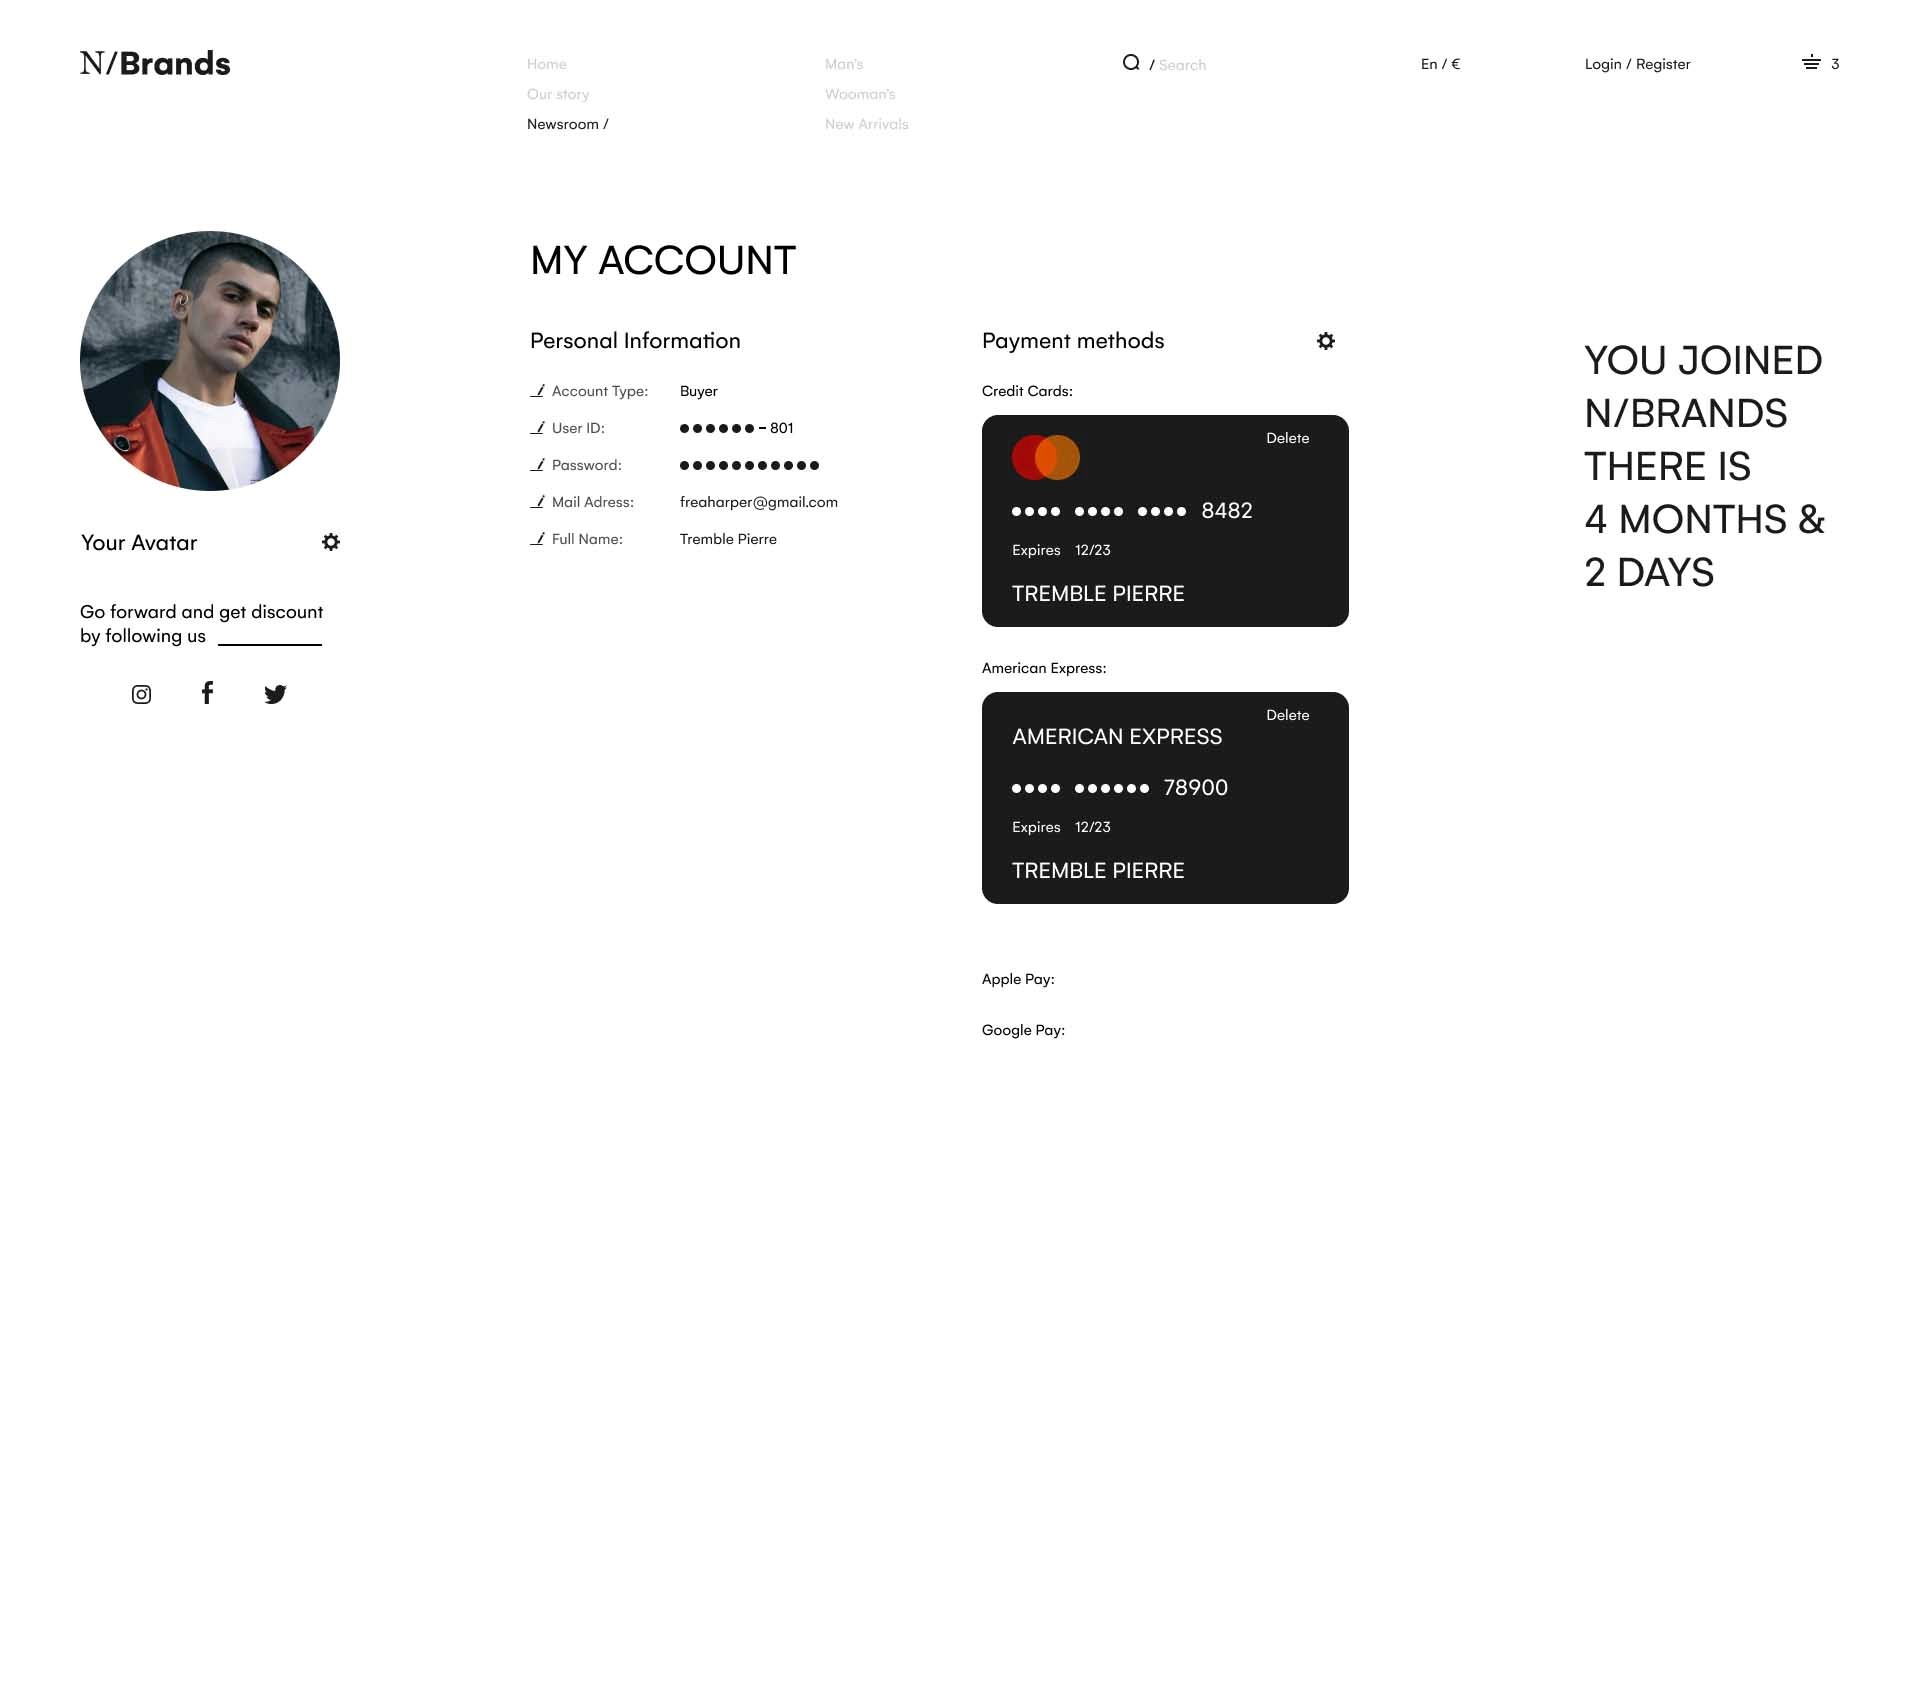 N/Brands
Home
Our story
Newsroom /
Man's
Wooman's
New Arrivals
/ Search
En / €
Login / Register
3
Your Avatar
Go forward and get discount
by following us
MY ACCOUNT
Personal Information
Account Type: Buyer
User ID: ●●●●●● – 801
Password: ●●●●●●●●●●●
Mail Adress: freaharper@gmail.com
Full Name: Tremble Pierre
Payment methods
Credit Cards:
Delete
●●●● ●●●● ●●●● 8482
Expires 12/23
TREMBLE PIERRE
American Express:
Delete
AMERICAN EXPRESS
●●●● ●●●●●● 78900
Expires 12/23
TREMBLE PIERRE
Apple Pay:
Google Pay:
YOU JOINED
N/BRANDS
THERE IS
4 MONTHS &
2 DAYS